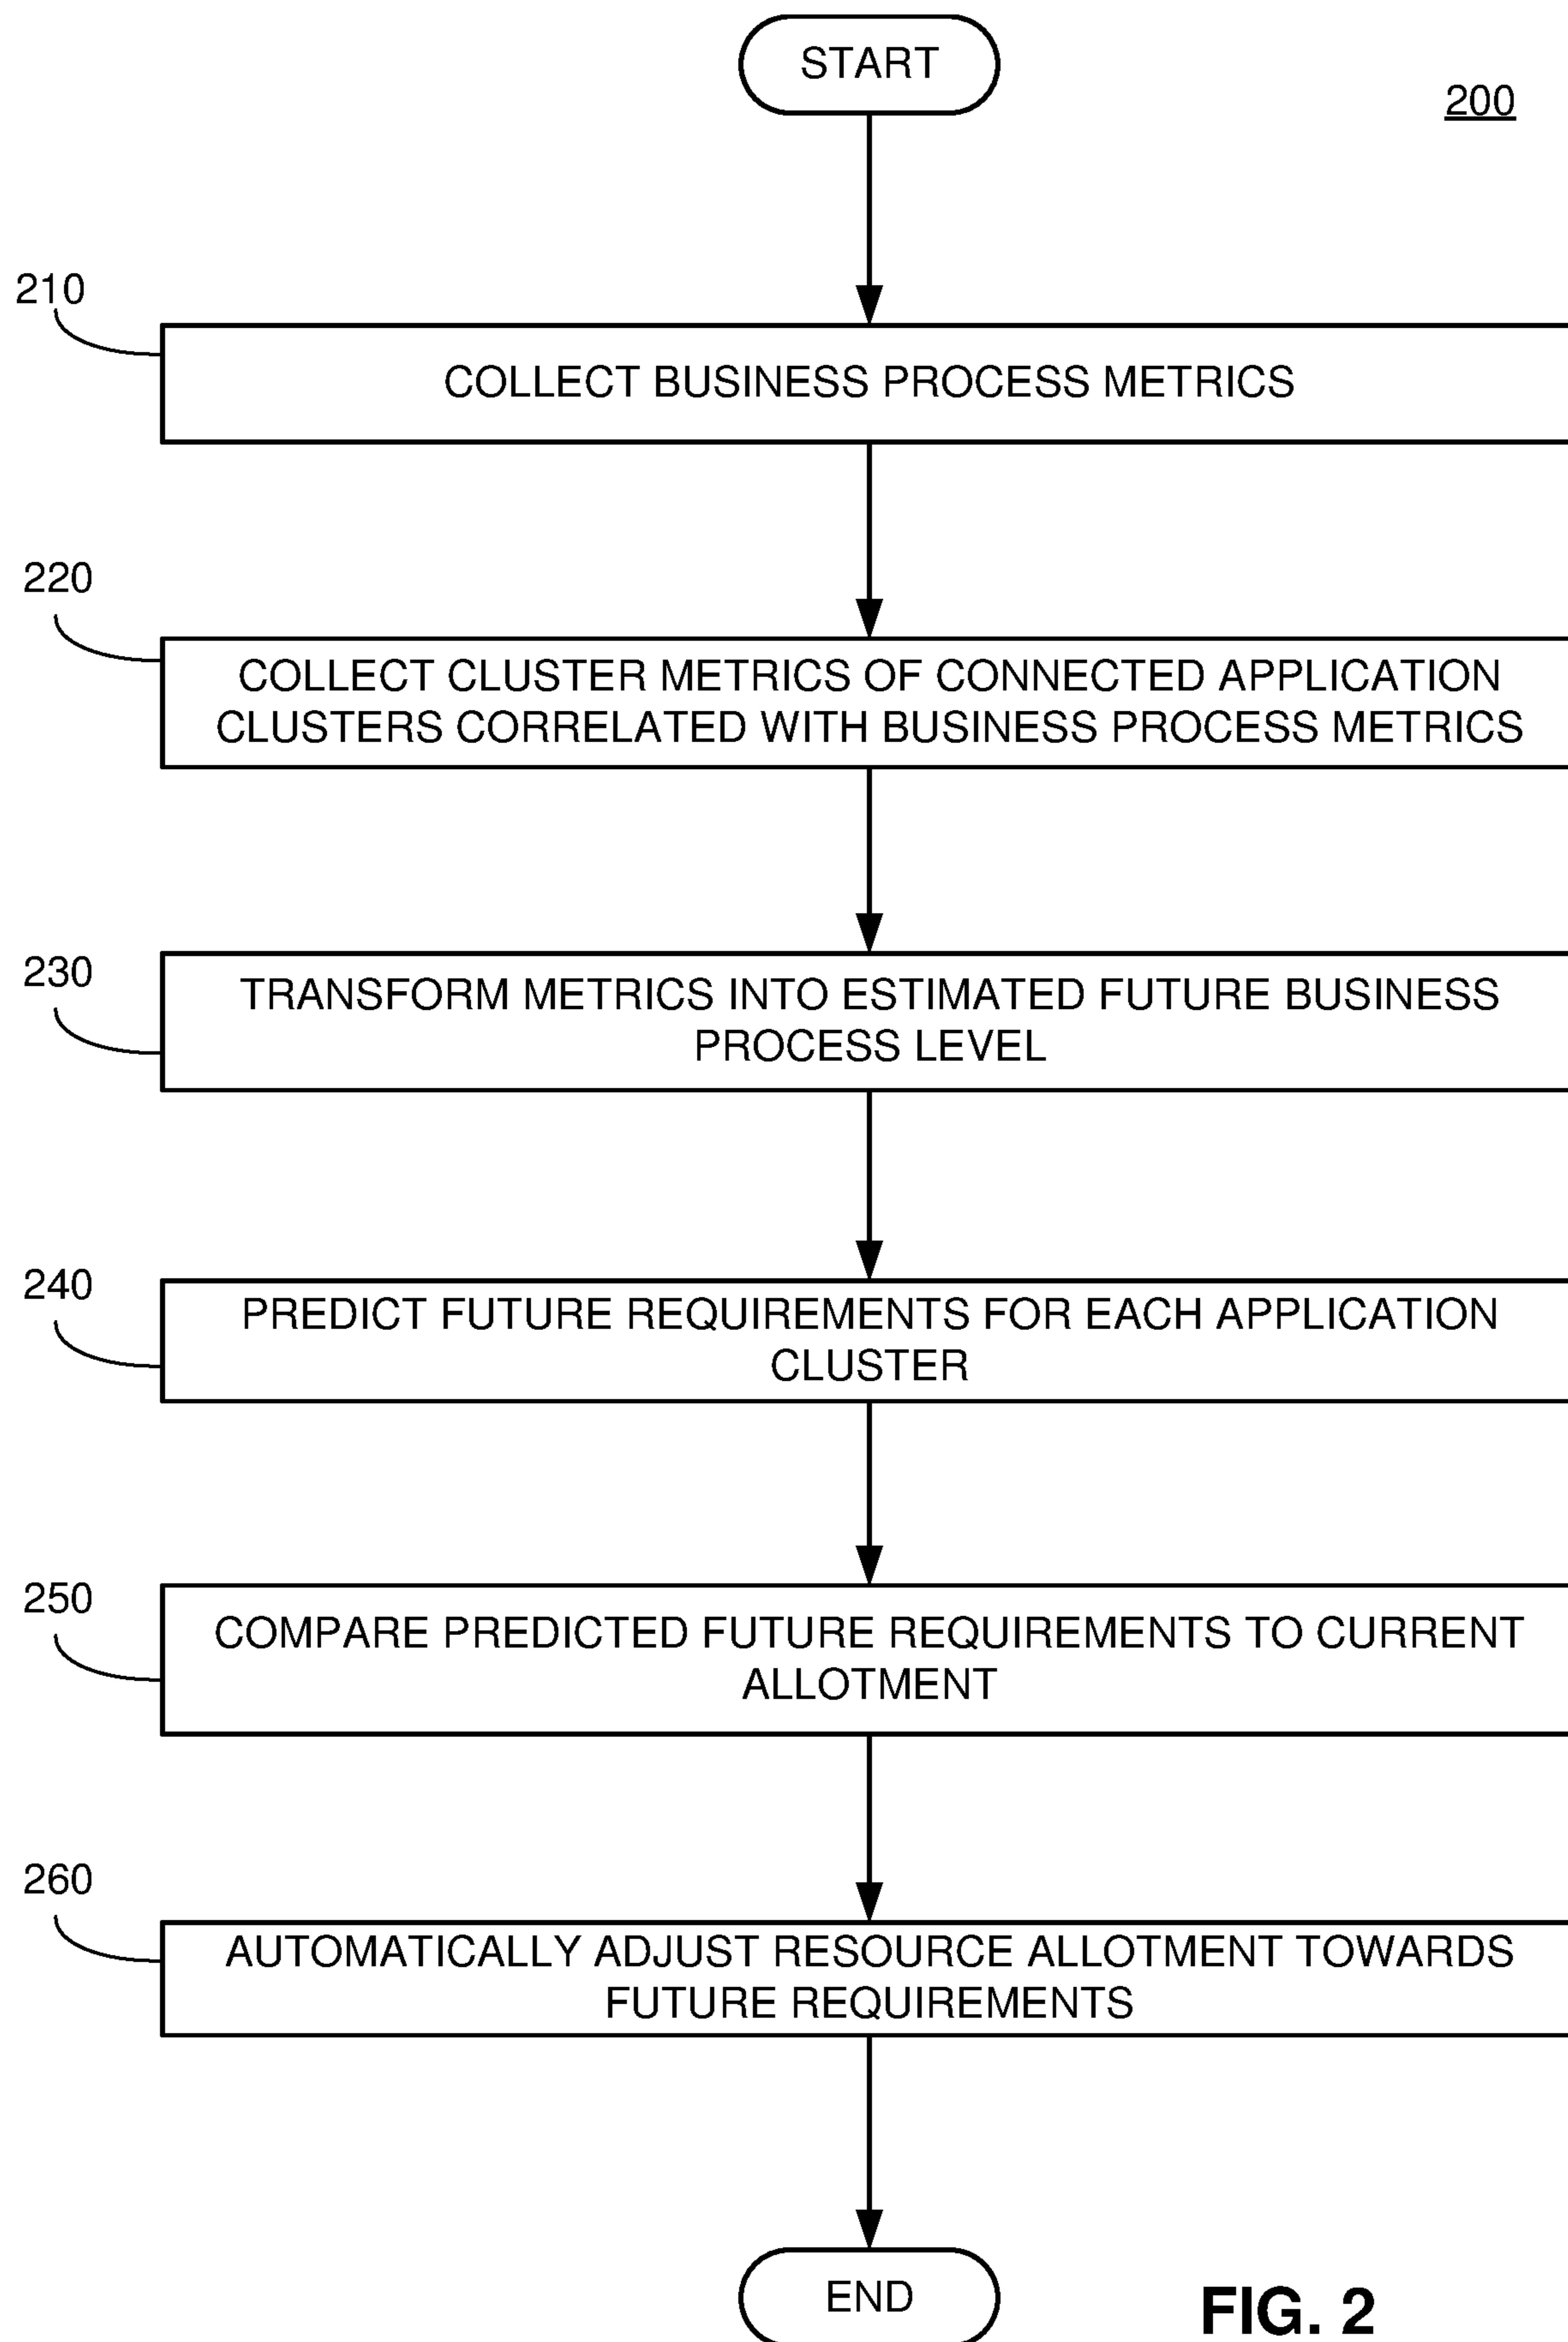 START
200
210
COLLECT BUSINESS PROCESS METRICS
220
COLLECT CLUSTER METRICS OF CONNECTED APPLICATION
CLUSTERS CORRELATED WITH BUSINESS PROCESS METRICS
230
TRANSFORM METRICS INTO ESTIMATED FUTURE BUSINESS
PROCESS LEVEL
240
PREDICT FUTURE REQUIREMENTS FOR EACH APPLICATION
CLUSTER
250
COMPARE PREDICTED FUTURE REQUIREMENTS TO CURRENT
ALLOTMENT
260
AUTOMATICALLY ADJUST RESOURCE ALLOTMENT TOWARDS
FUTURE REQUIREMENTS
END
FIG. 2